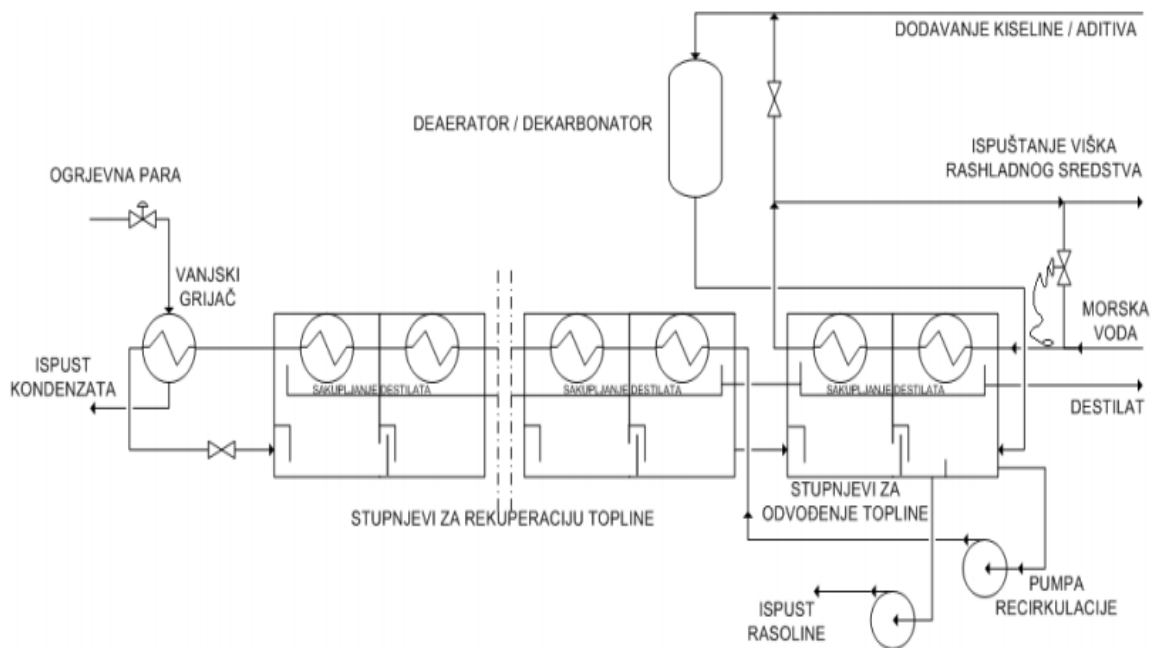 DODAVANJE KISELINE / ADITIVA
DEAERATOR / DEKARBONATOR
ISPUŠTANJE VIŠKA
RASHLADNOG SREDSTVA
OGRJEVNA PARA
VANJSKI
GRIJAČ
MORSKA
VODA
ISPUST
KONDENZATA
SAKUPLJANJE DESTILATA
SAKUPLJANJE DESTILATA
SAKUPLJANJE DESTILATA
DESTILAT
STUPNJEVI ZA REKUPERACIJU TOPLINE
STUPNJEVI ZA
ODVOĐENJE TOPLINE
PUMPA
RECIRKULACIJE
ISPUST
RASOLINE